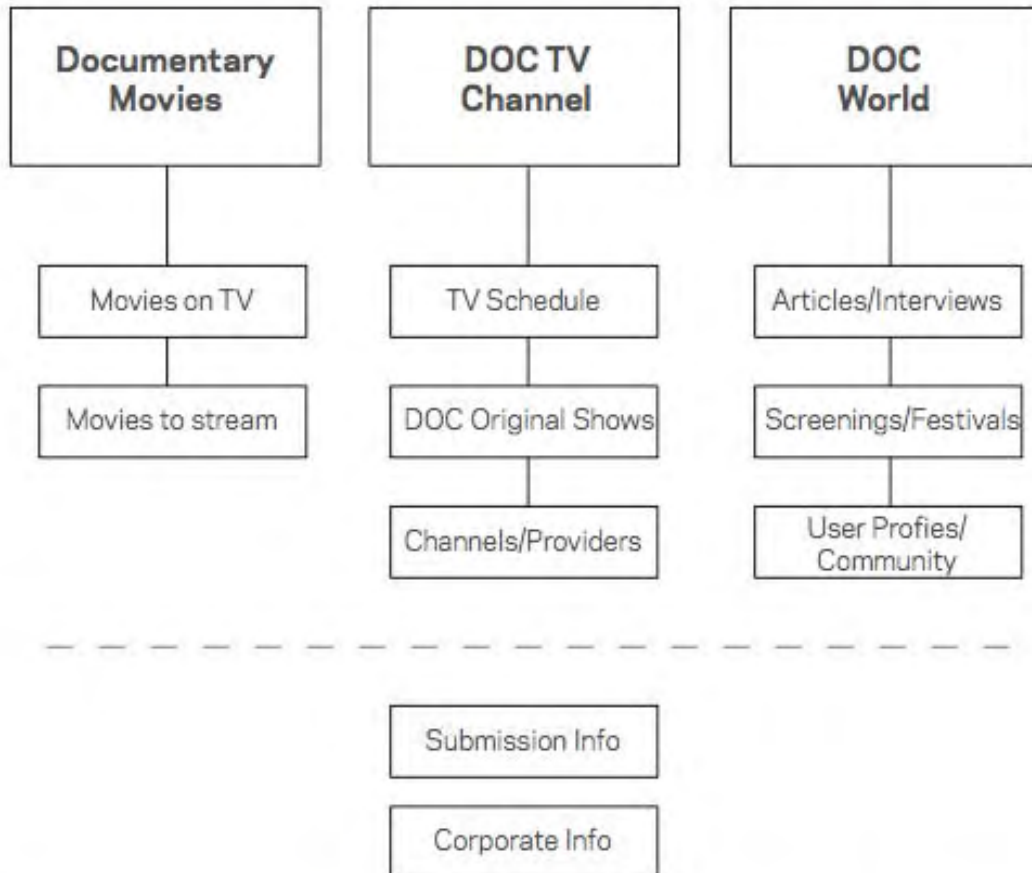 Documentary
Movies
DOC TV
Channel
DOC
World
Movies on TV
TV Schedule
Articles/Interviews
Movies to stream
DOC Original Shows
Screenings/Festivals
Channels/Providers
User Profies/
Community
Submission Info
Corporate Info